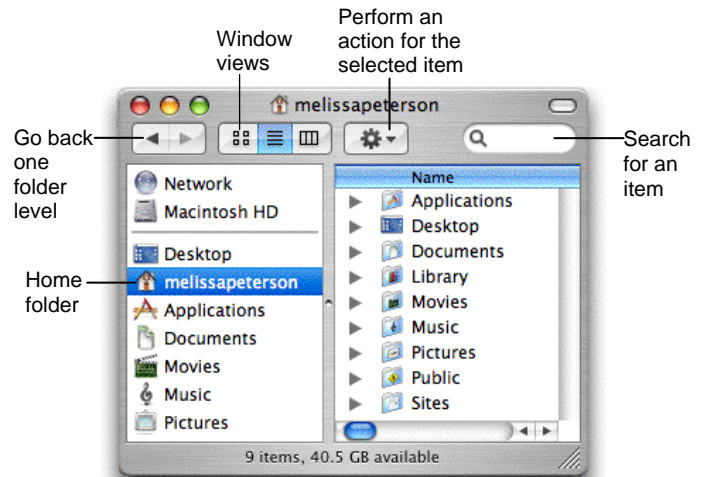 Window
views
Perform an
action for the
selected item
melissapeterson
Go back
one
folder
level
Search
for an
item
Home
folder
Network
Macintosh HD
Desktop
melissapeterson
Applications
Documents
Movies
Music
Pictures
Name
Applications
Desktop
Documents
Library
Movies
Music
Pictures
Public
Sites
9 items, 40.5 GB available